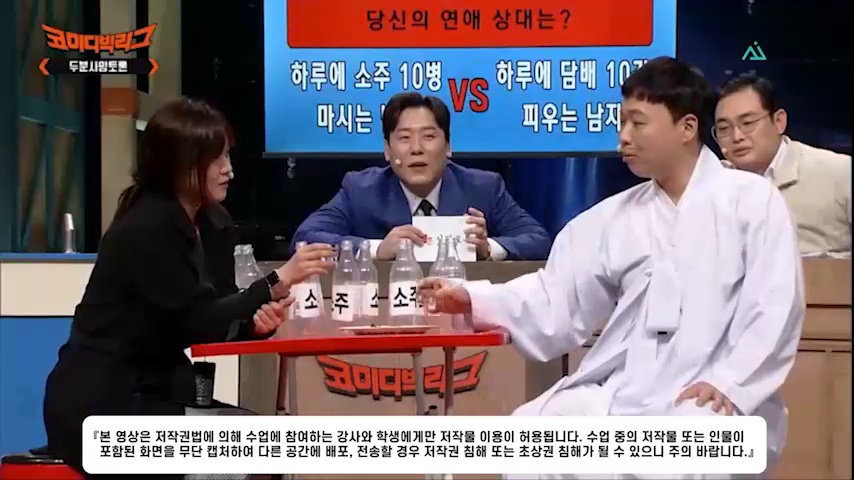 코미디빅리그
두분사망토론
당신의 연애 상대는?
하루에 소주 10병
마시는
VS
하루에 담배 10
피우는 남자
소주
소주
코미디빅리그
『본 영상은 저작권법에 의해 수업에 참여하는 강사와 학생에게만 저작물 이용이 허용됩니다. 수업 중의 저작물 또는 인물이
포함된 화면을 무단 캡처하여 다른 공간에 배포, 전송할 경우 저작권 침해 또는 초상권 침해가 될 수 있으니 주의 바랍니다.』